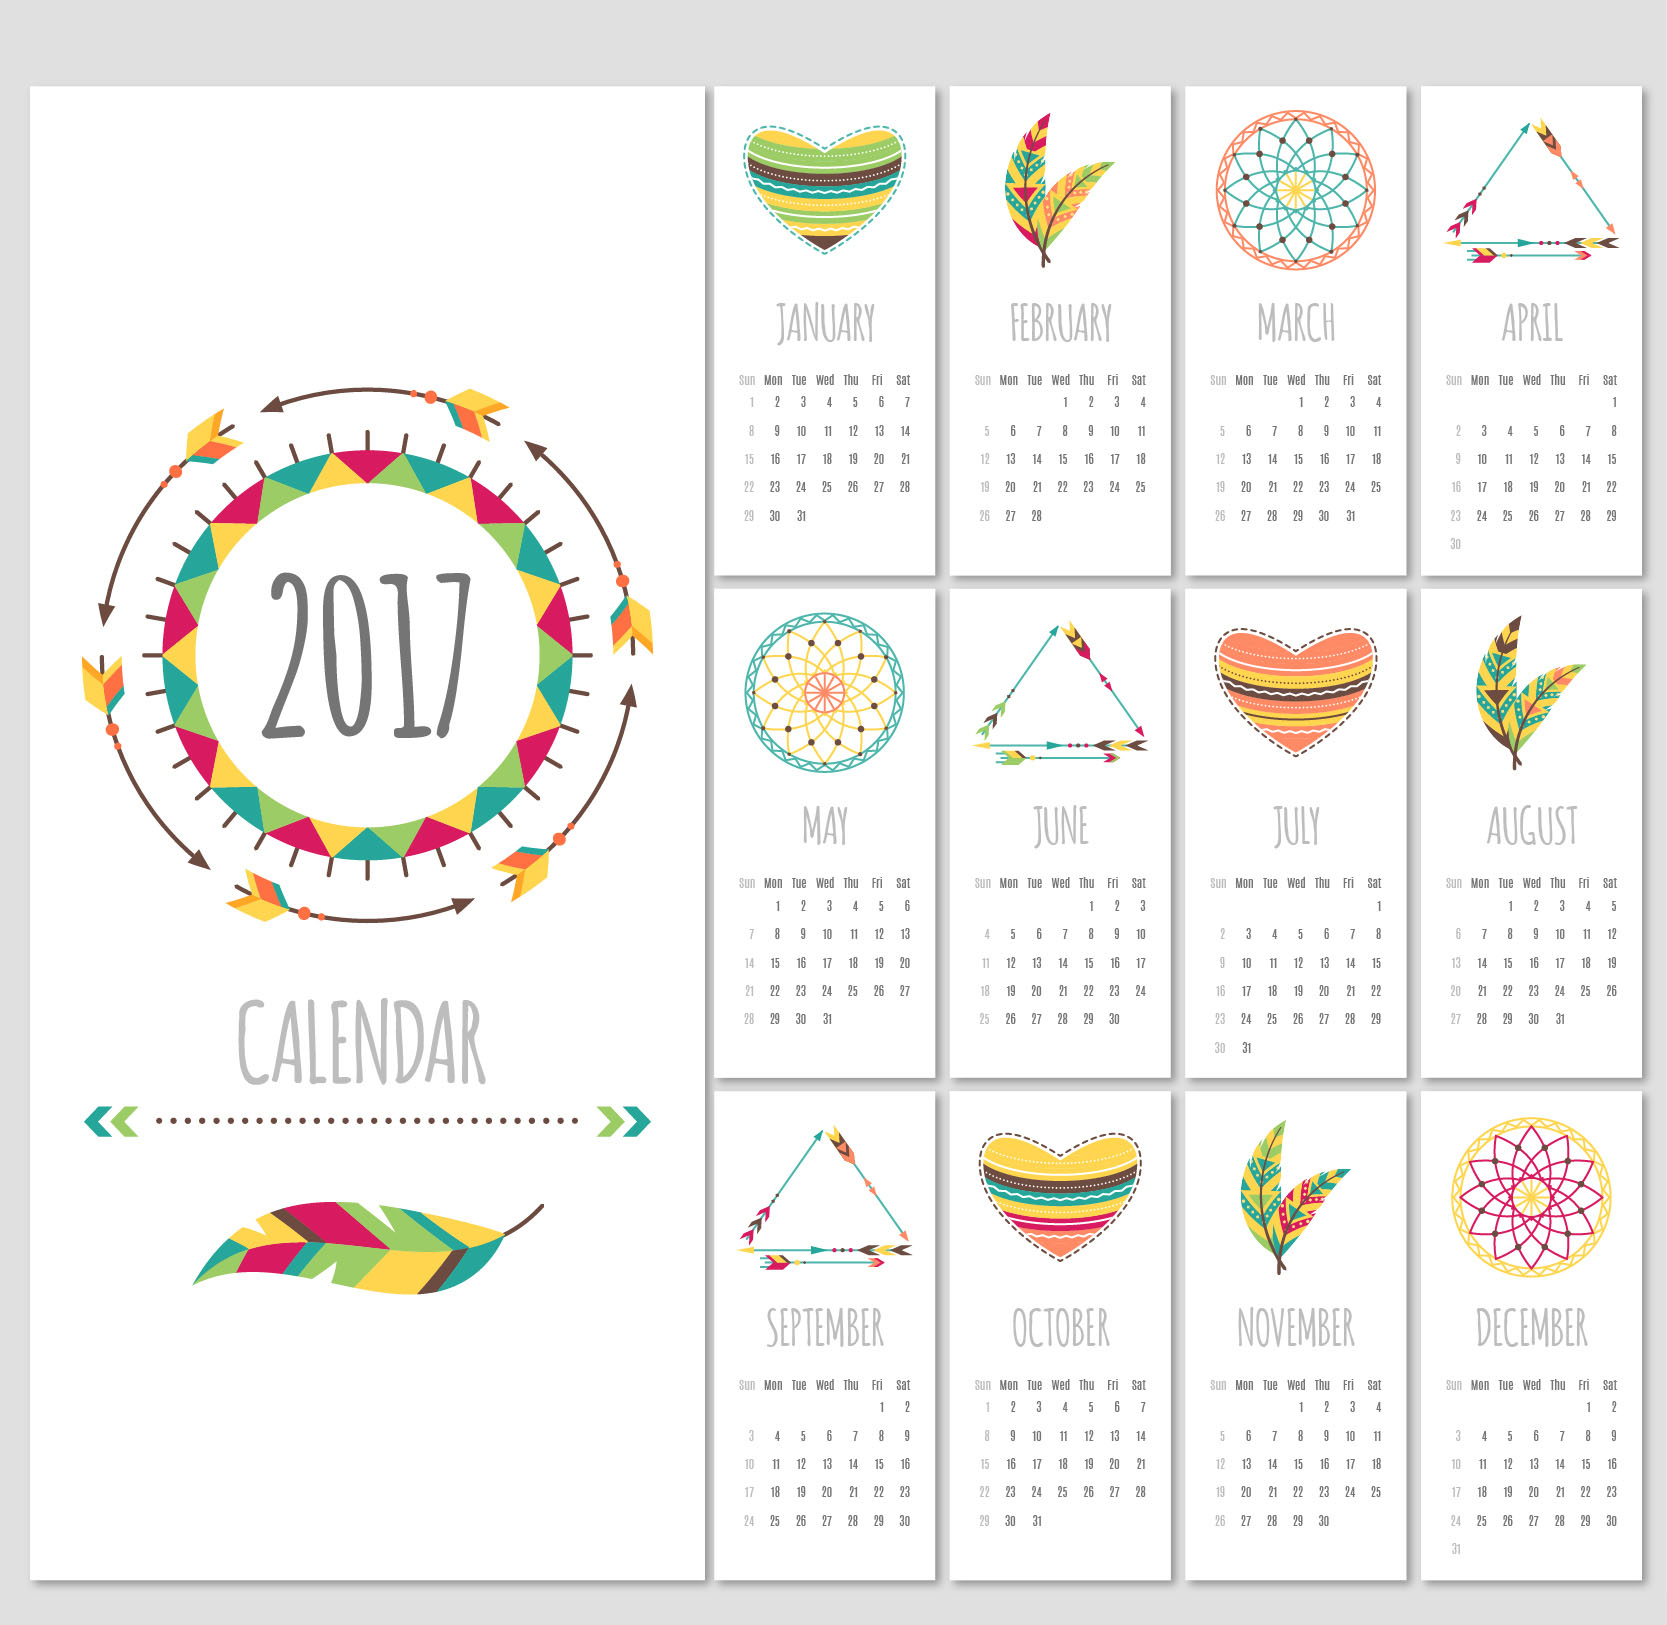 2017
CALENDAR
JANUARY
Sun Mon Tue Wed Thu Fri Sat
1 2 3 4 5 6 7
8 9 10 11 12 13 14
15 16 17 18 19 20 21
22 23 24 25 26 27 28
29 30 31
FEBRUARY
Sun Mon Tue Wed Thu Fri Sat
1 2 3 4
5 6 7 8 9 10 11
12 13 14 15 16 17 18
19 20 21 22 23 24 25
26 27 28
MARCH
Sun Mon Tue Wed Thu Fri Sat
1 2 3 4
5 6 7 8 9 10 11
12 13 14 15 16 17 18
19 20 21 22 23 24 25
26 27 28 29 30 31
APRIL
Sun Mon Tue Wed Thu Fri Sat
1
2 3 4 5 6 7 8
9 10 11 12 13 14 15
16 17 18 19 20 21 22
23 24 25 26 27 28 29
30
MAY
Sun Mon Tue Wed Thu Fri Sat
1 2 3 4 5 6
7 8 9 10 11 12 13
14 15 16 17 18 19 20
21 22 23 24 25 26 27
28 29 30 31
JUNE
Sun Mon Tue Wed Thu Fri Sat
1 2 3
4 5 6 7 8 9 10
11 12 13 14 15 16 17
18 19 20 21 22 23 24
25 26 27 28 29 30
JULY
Sun Mon Tue Wed Thu Fri Sat
1
2 3 4 5 6 7 8
9 10 11 12 13 14 15
16 17 18 19 20 21 22
23 24 25 26 27 28 29
30 31
AUGUST
Sun Mon Tue Wed Thu Fri Sat
1 2 3 4 5
6 7 8 9 10 11 12
13 14 15 16 17 18 19
20 21 22 23 24 25 26
27 28 29 30 31
SEPTEMBER
Sun Mon Tue Wed Thu Fri Sat
1 2
3 4 5 6 7 8 9
10 11 12 13 14 15 16
17 18 19 20 21 22 23
24 25 26 27 28 29 30
OCTOBER
Sun Mon Tue Wed Thu Fri Sat
1 2 3 4 5 6 7
8 9 10 11 12 13 14
15 16 17 18 19 20 21
22 23 24 25 26 27 28
29 30 31
NOVEMBER
Sun Mon Tue Wed Thu Fri Sat
1 2 3 4
5 6 7 8 9 10 11
12 13 14 15 16 17 18
19 20 21 22 23 24 25
26 27 28 29 30
DECEMBER
Sun Mon Tue Wed Thu Fri Sat
1 2
3 4 5 6 7 8 9
10 11 12 13 14 15 16
17 18 19 20 21 22 23
24 25 26 27 28 29 30
31